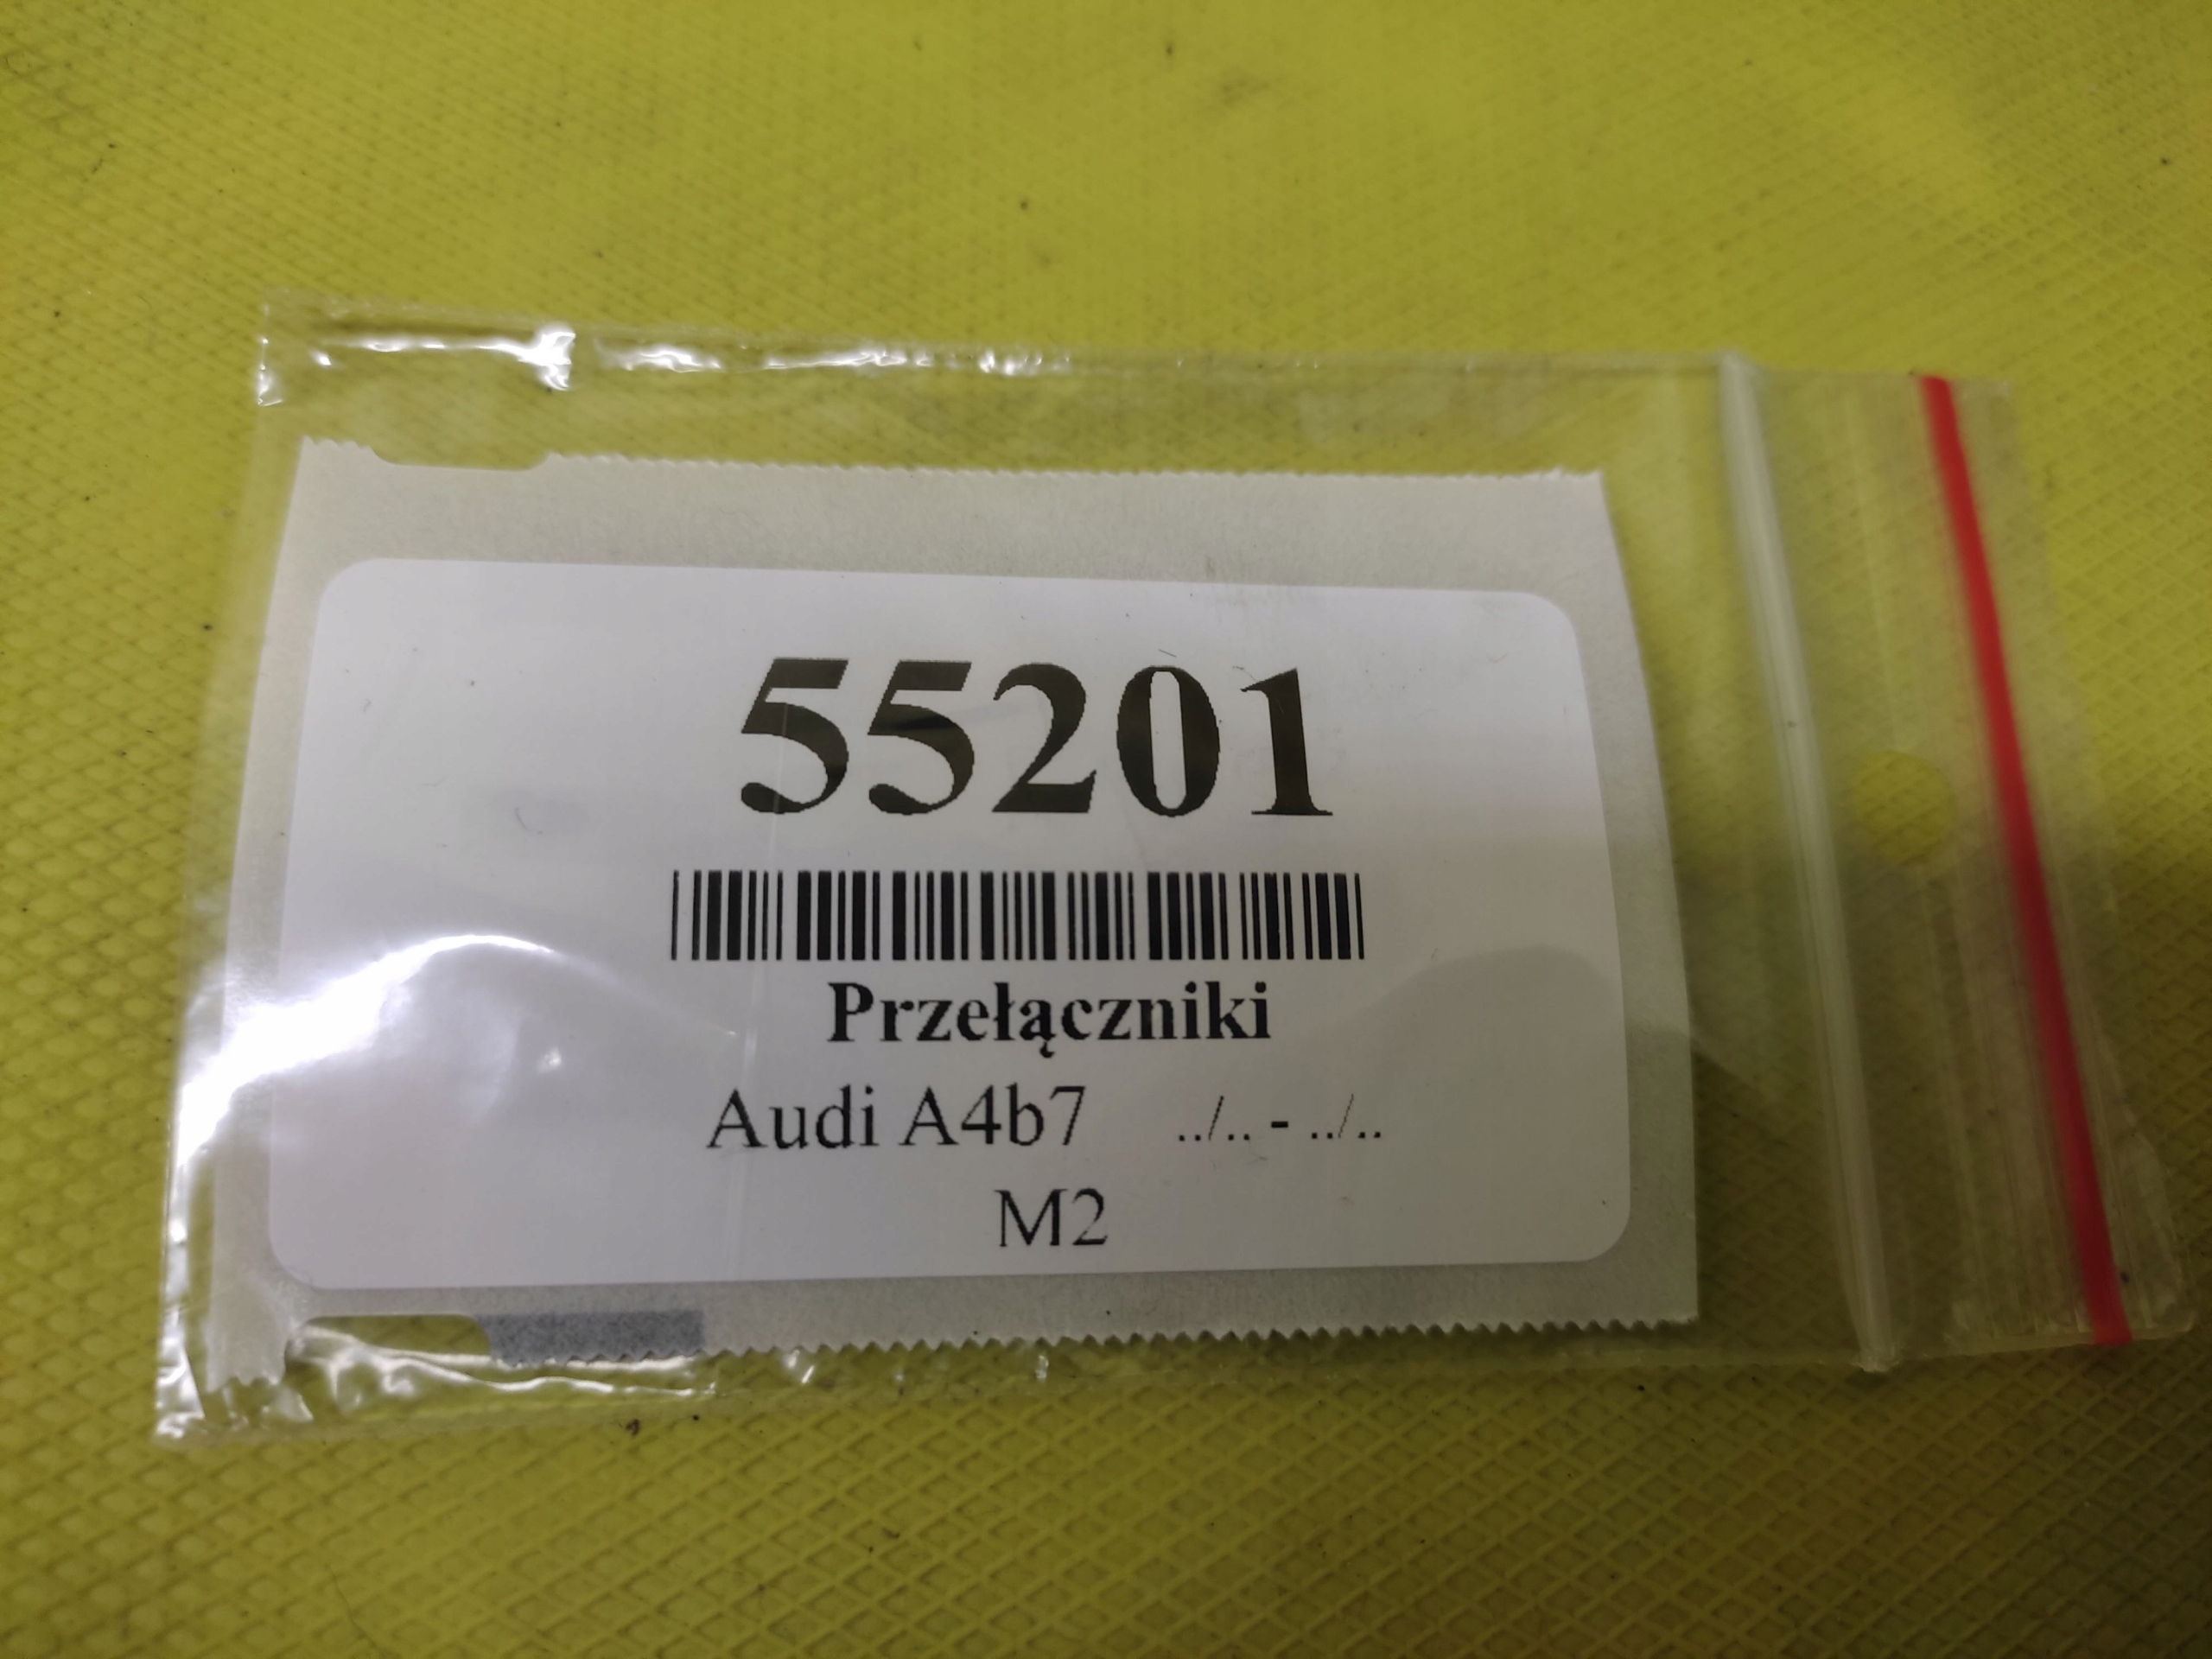 55201
Przełączniki
Audi A4b7 ../.. - ../..
M2